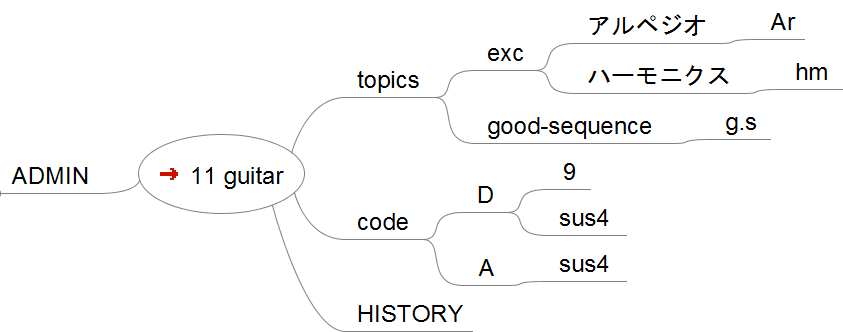 アルペジオ
Ar
exc
ハーモニクス
hm
topics
good-sequence
g.s
ADMIN
11 guitar
9
D
sus4
code
A
sus4
HISTORY